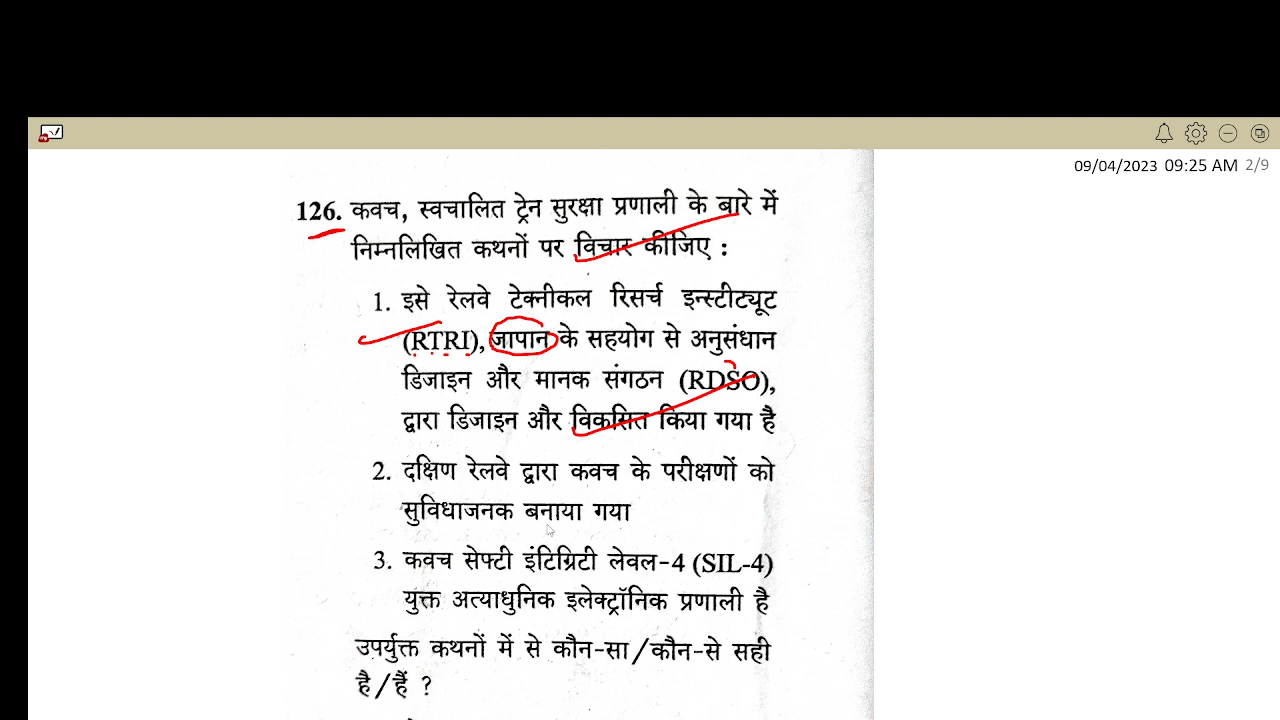 09/04/2023 09:25 AM 2/9
126. कवच, स्वचालित ट्रेन सुरक्षा प्रणाली के बारे में
निम्नलिखित कथनों पर विचार कीजिए :
1. इसे रेलवे टेक्नीकल रिसर्च इन्स्टीट्यूट
(RTRI), जापान के सहयोग से अनुसंधान
डिजाइन और मानक संगठन (RDSO),
द्वारा डिजाइन और विकसित किया गया है
2. दक्षिण रेलवे द्वारा कवच के परीक्षणों को
सुविधाजनक बनाया गया
3. कवच सेफ्टी इंटिग्रिटी लेवल-4 (SIL-4)
युक्त अत्याधुनिक इलेक्ट्रॉनिक प्रणाली है
उपर्युक्त कथनों में से कौन-सा/कौन-से सही
है/हैं ?